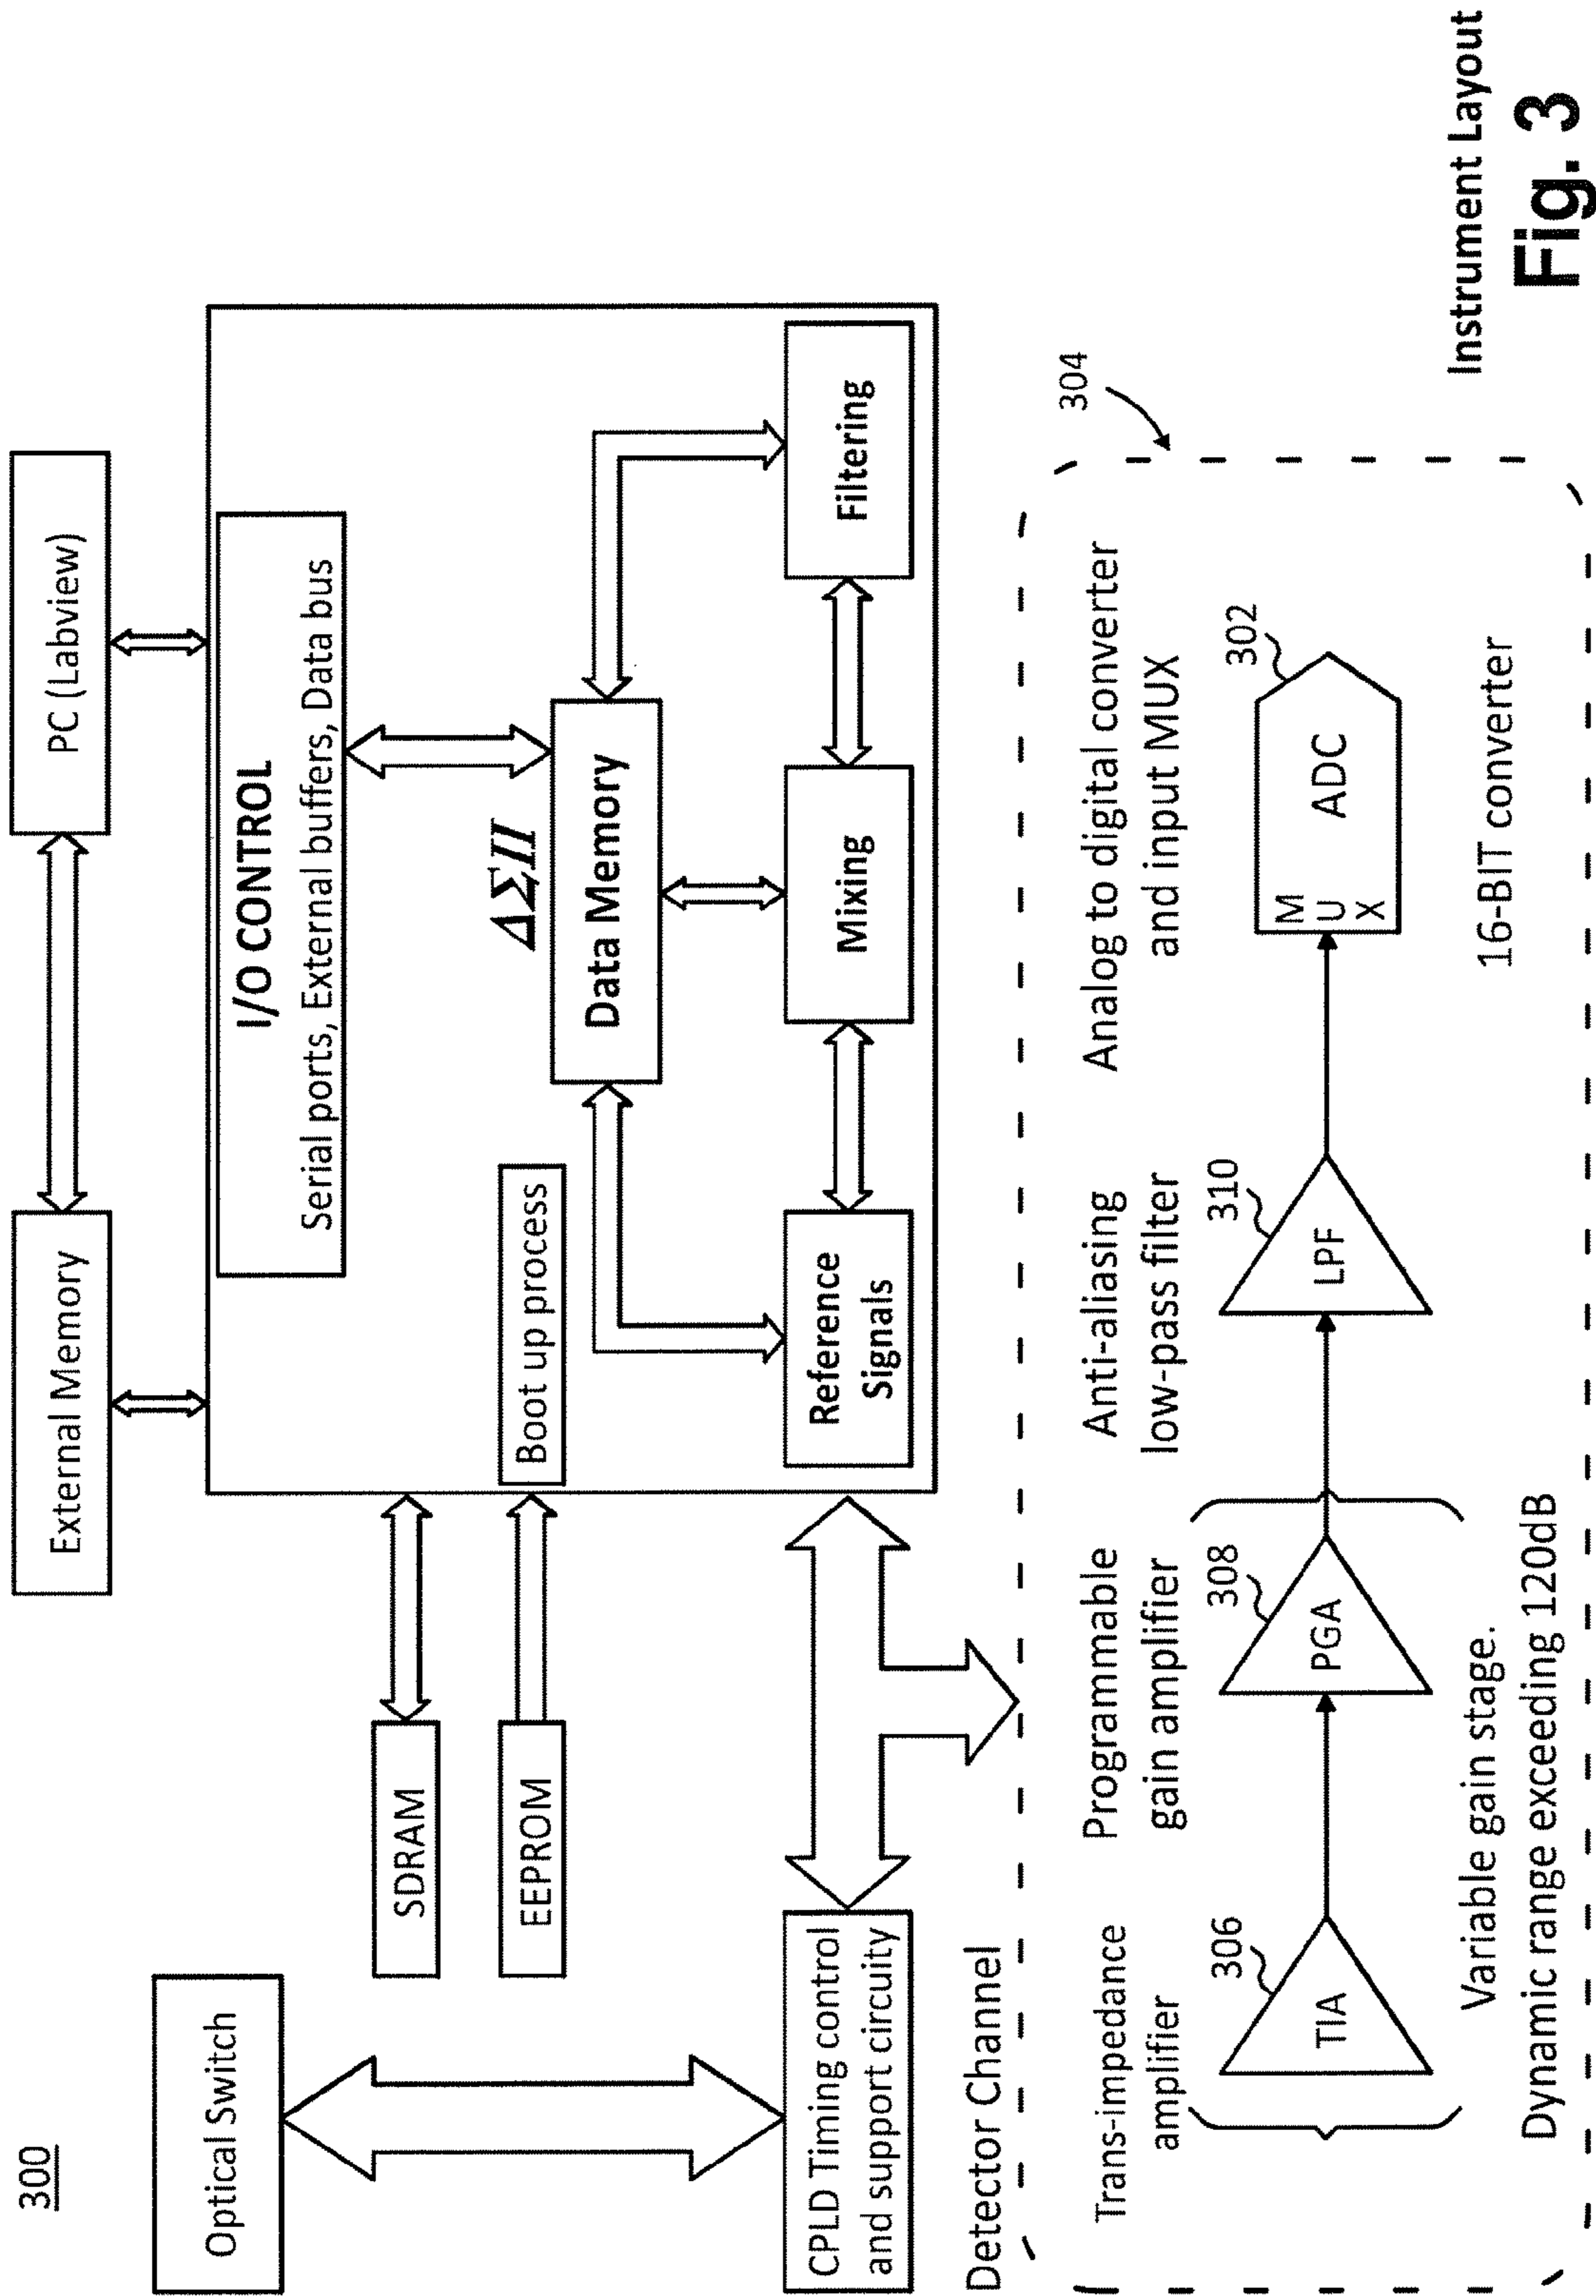 300
External Memory
PC (Labview)
Optical Switch
SDRAM
EEPROM
I/O CONTROL
Serial ports, External buffers, Data bus
Boot up process
ΔΣΠ
Data Memory
Reference
Signals
Mixing
Filtering
CPLD Timing control
and support circuity
Detector Channel
304
Trans-impedance
amplifier
Programmable
gain amplifier
Anti-aliasing
low-pass filter
Analog to digital converter
and input MUX
306
308
310
302
TIA
PGA
LPF
MUX
ADC
Variable gain stage.
Dynamic range exceeding 120dB
16-BIT converter
Instrument Layout
Fig. 3